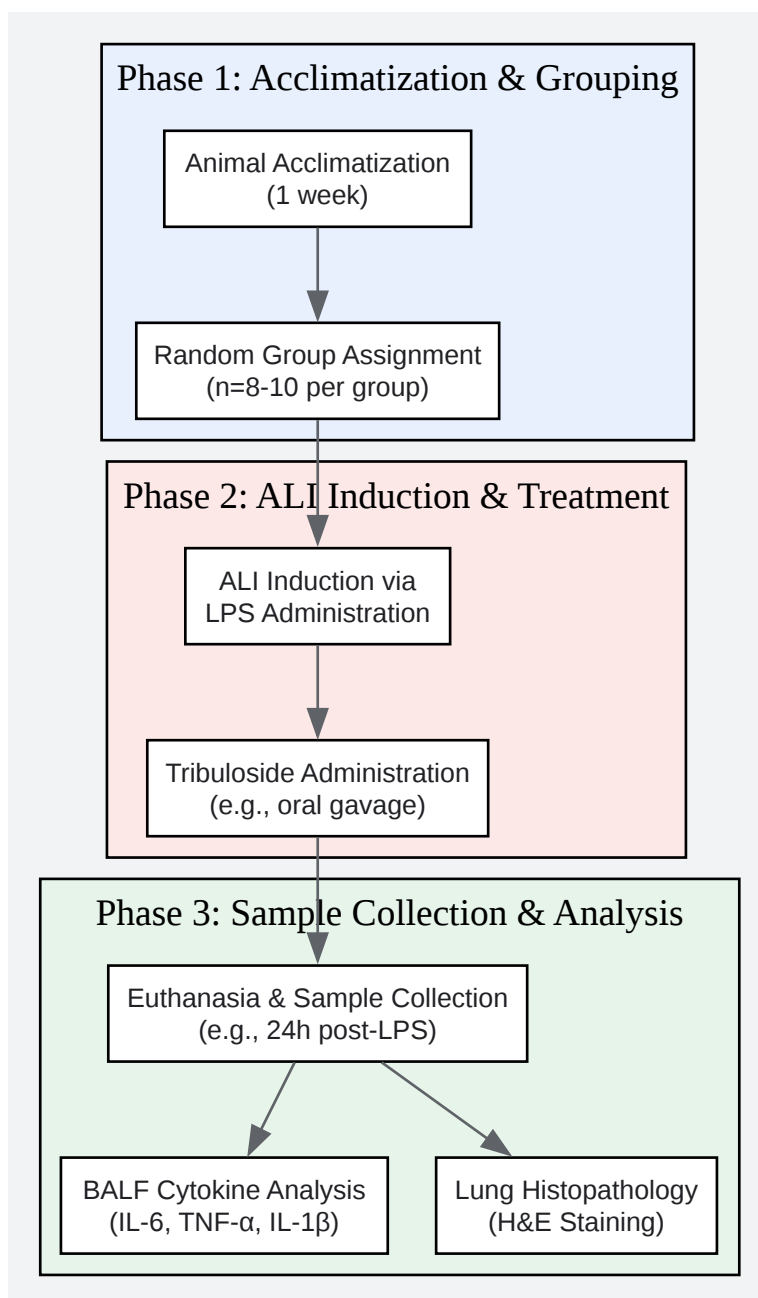 Phase 1: Acclimatization & Grouping
Animal Acclimatization
(1 week)
Random Group Assignment
(n=8-10 per group)
Phase 2: ALI Induction & Treatment
ALI Induction via
LPS Administration
Tribuloside Administration
(e.g., oral gavage)
Phase 3: Sample Collection & Analysis
Euthanasia & Sample Collection
(e.g., 24h post-LPS)
BALF Cytokine Analysis
(IL-6, TNF-α, IL-1β)
Lung Histopathology
(H&E Staining)